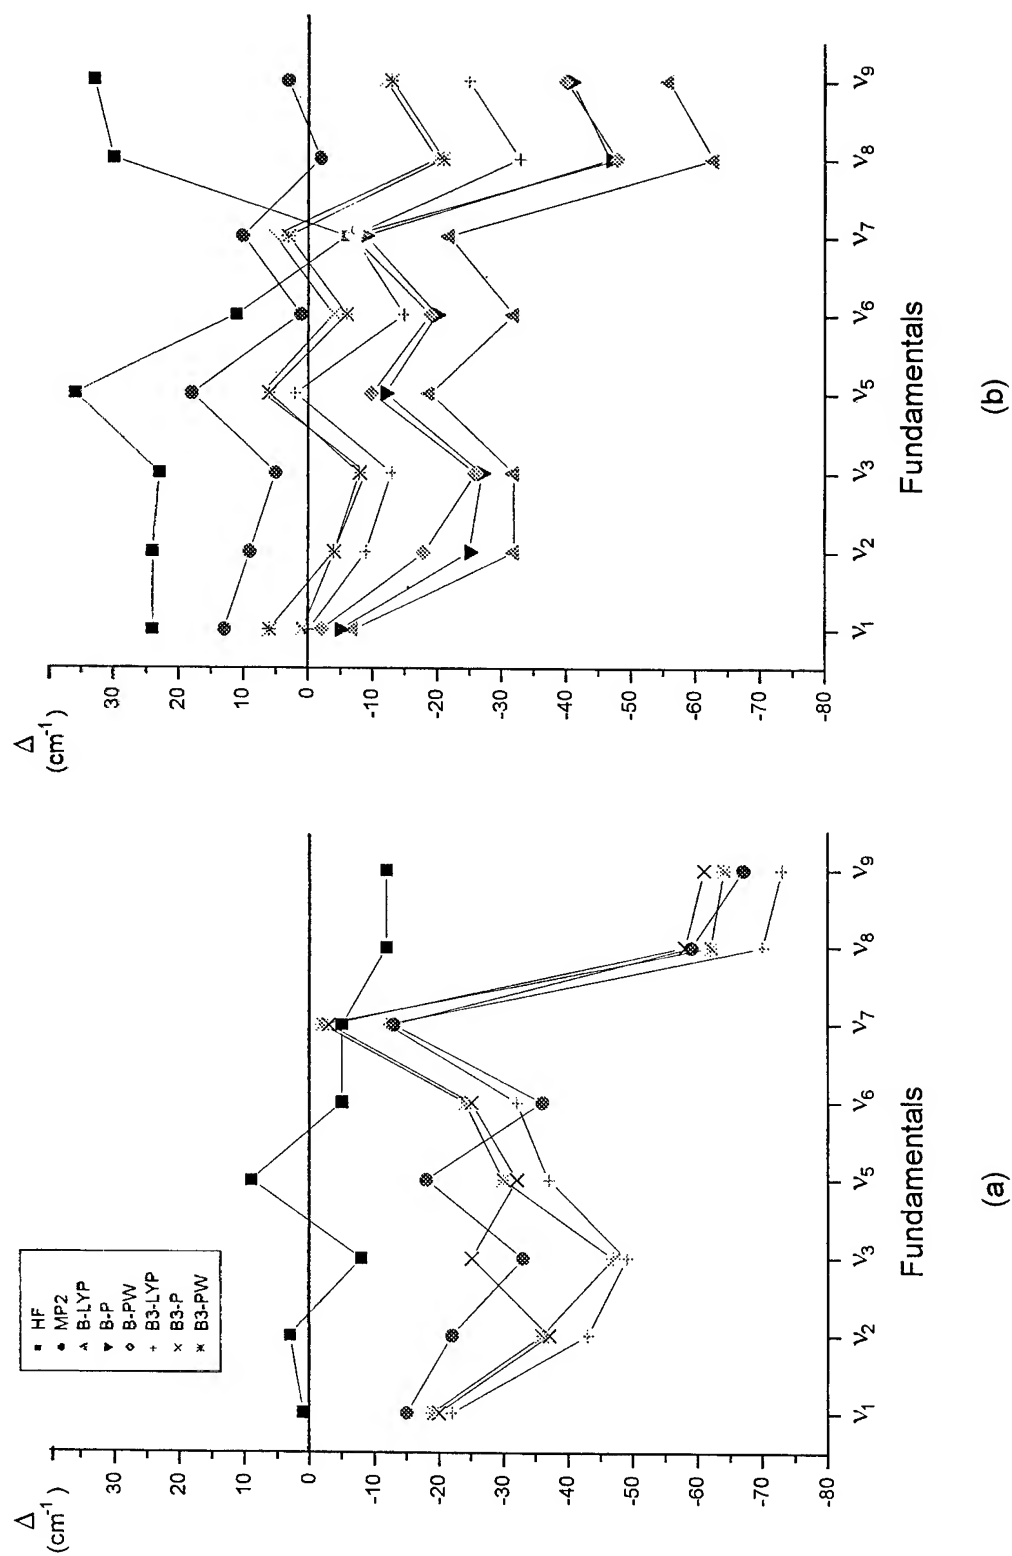 Δ
(cm⁻¹)
30
20
10
0
-10
-20
-30
-40
-50
-60
-70
-80
HF
MP2
B-LYP
B-P
B-PW
B3-LYP
B3-P
B3-PW
ν₁
ν₂
ν₃
ν₅
ν₆
ν₇
ν₈
ν₉
Fundamentals
(a)
Δ
(cm⁻¹)
30
20
10
0
-10
-20
-30
-40
-50
-60
-70
-80
ν₁
ν₂
ν₃
ν₅
ν₆
ν₇
ν₈
ν₉
Fundamentals
(b)